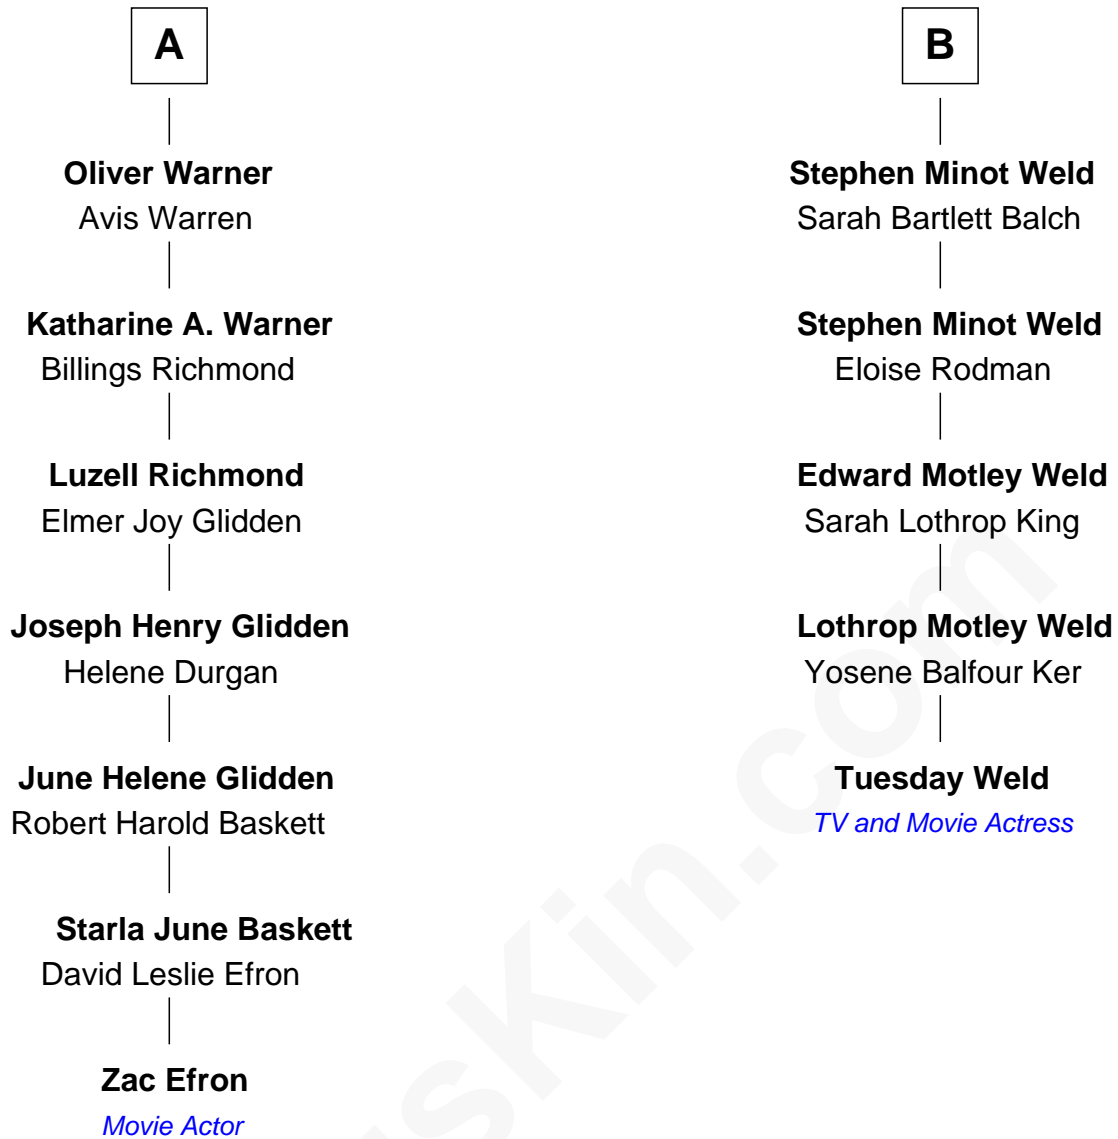 A
Oliver Warner
Avis Warren
Katharine A. Warner
Billings Richmond
Luzell Richmond
Elmer Joy Glidden
Joseph Henry Glidden
Helene Durgan
June Helene Glidden
Robert Harold Baskett
Starla June Baskett
David Leslie Efron
Zac Efron
Movie Actor
B
Stephen Minot Weld
Sarah Bartlett Balch
Stephen Minot Weld
Eloise Rodman
Edward Motley Weld
Sarah Lothrop King
Lothrop Motley Weld
Yosene Balfour Ker
Tuesday Weld
TV and Movie Actress
usKin.com